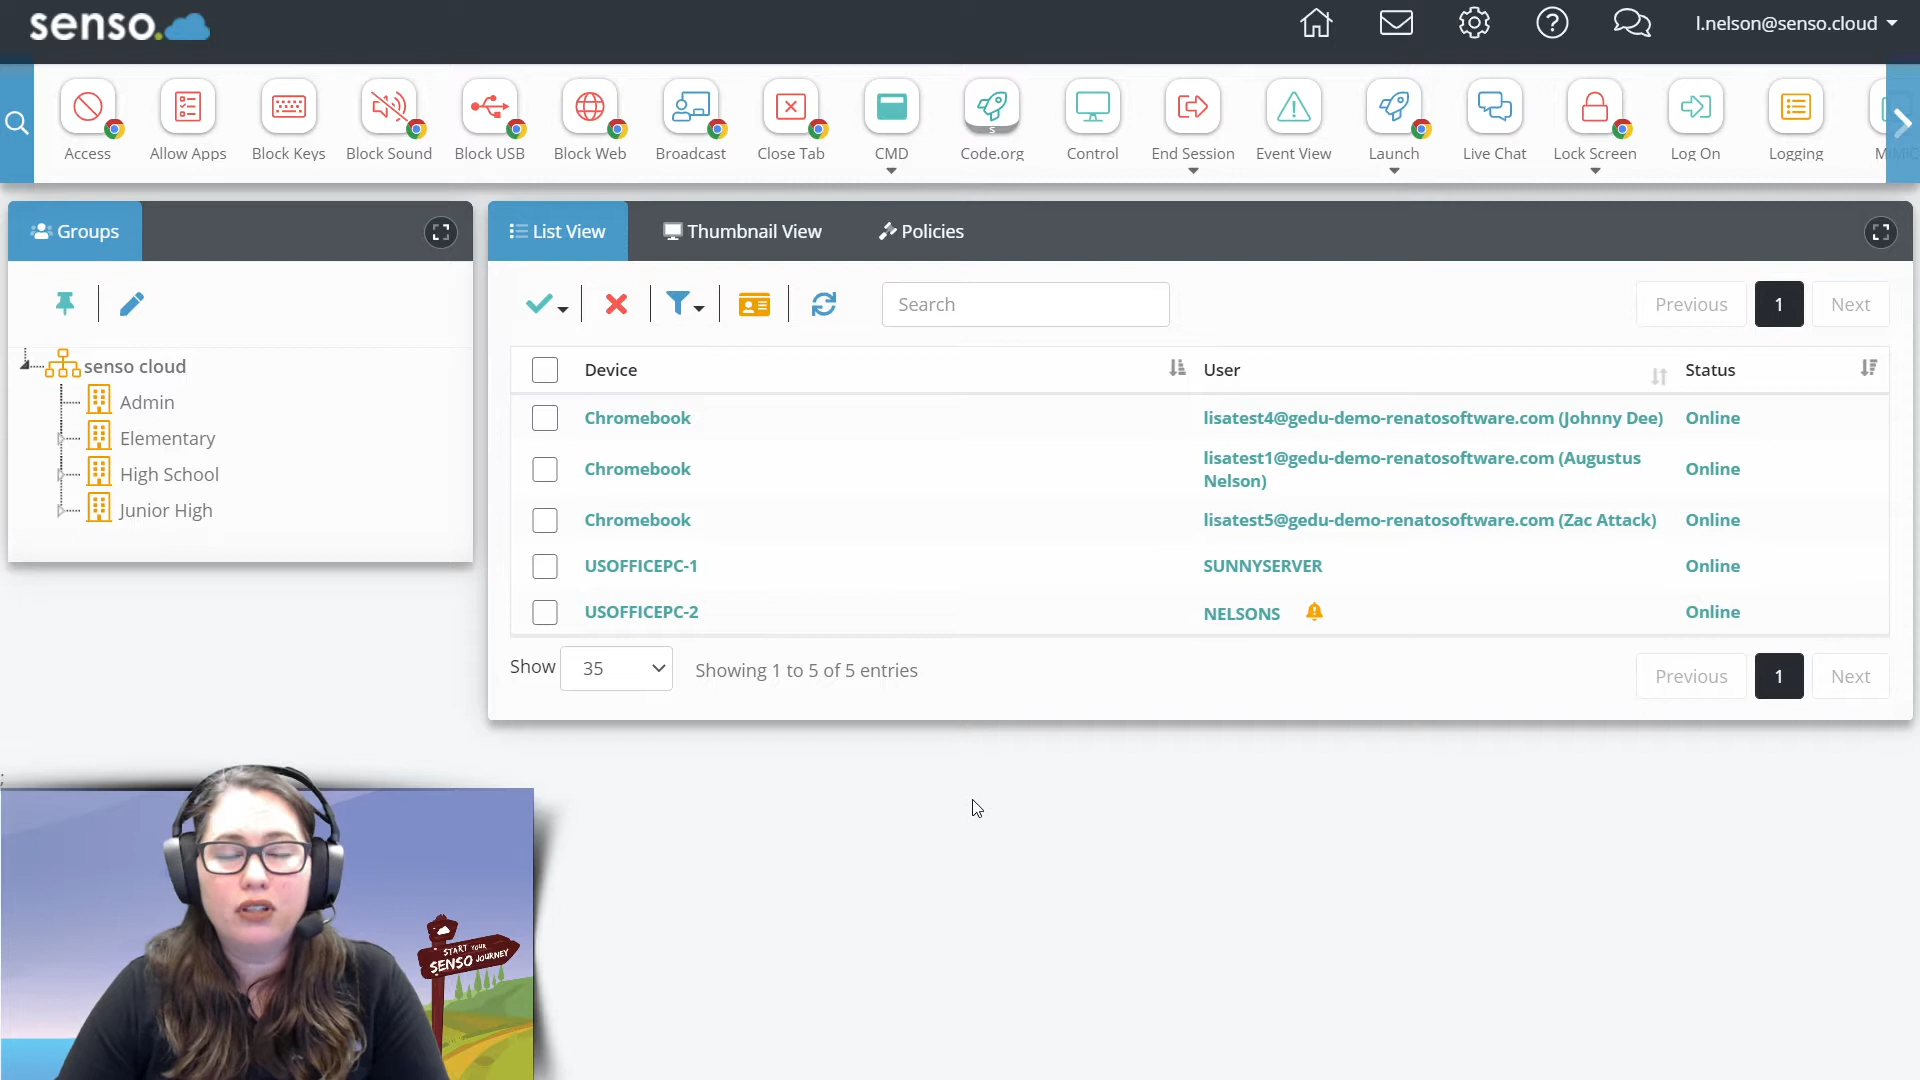 senso.
l.nelson@senso.cloud
Access
Allow Apps
Block Keys
Block Sound
Block USB
Block Web
Broadcast
Close Tab
CMD
s
Code.org
Control
End Session
Event View
Launch
Live Chat
Lock Screen
Log On
Logging
Groups
List View
Thumbnail View
Policies
Search
Previous
1
Next
senso cloud
Admin
Elementary
High School
Junior High
Device User Status
Chromebook lisatest4@gedu-demo-renatosoftware.com (Johnny Dee) Online
Chromebook lisatest1@gedu-demo-renatosoftware.com (Augustus
Nelson) Online
Chromebook lisatest5@gedu-demo-renatosoftware.com (Zac Attack) Online
USOFFICEPC-1 SUNNYSERVER Online
USOFFICEPC-2 NELSONS Online
Show 35 Showing 1 to 5 of 5 entries
Previous
1
Next
;
START YOUR
SENSO JOURNEY